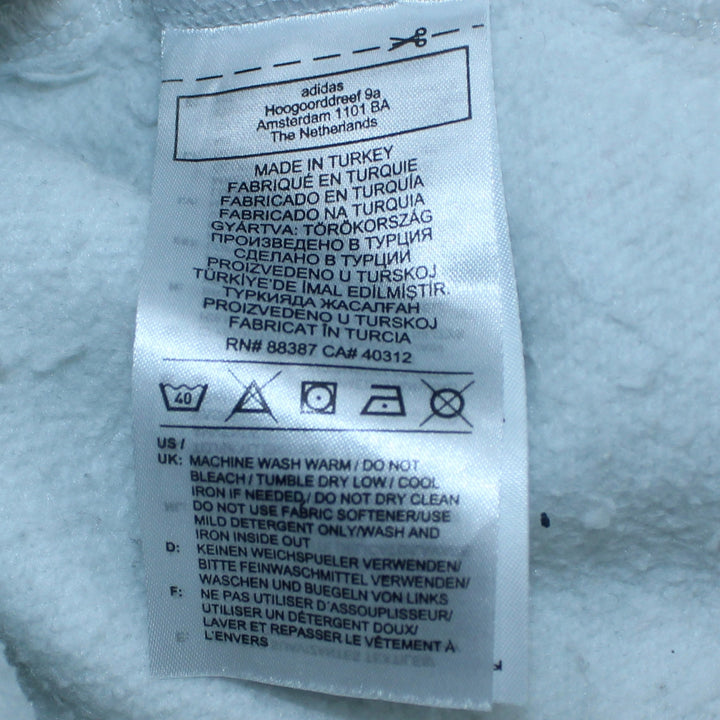 adidas
Hoogoorddreef 9a
Amsterdam 1101 BA
The Netherlands
MADE IN TURKEY
FABRIQUÉ EN TURQUIE
FABRICADO EN TURQUÍA
FABRICADO NA TURQUIA
GYÁRTVA: TÖRÖKORSZÁG
ПРОИЗВЕДЕНО В ТУРЦИЯ
СДЕЛАНО В ТУРЦИИ
PROIZVEDENO U TURSKOJ
TÜRKİYE'DE İMAL EDİLMİŞTİR.
ТУРКИЯДА ЖАСАЛҒАН
PROIZVEDENO U TURSKOJ
FABRICAT ÎN TURCIA
RN# 88387 CA# 40312
40
US /
UK: MACHINE WASH WARM / DO NOT
BLEACH / TUMBLE DRY LOW / COOL
IRON IF NEEDED / DO NOT DRY CLEAN
DO NOT USE FABRIC SOFTENER/USE
MILD DETERGENT ONLY/WASH AND
IRON INSIDE OUT
D: KEINEN WEICHSPUELER VERWENDEN/
BITTE FEINWASCHMITTEL VERWENDEN/
WASCHEN UND BUEGELN VON LINKS
F: NE PAS UTILISER D'ASSOUPLISSEUR/
UTILISER UN DÉTERGENT DOUX/
LAVER ET REPASSER LE VÊTEMENT À
L'ENVERS